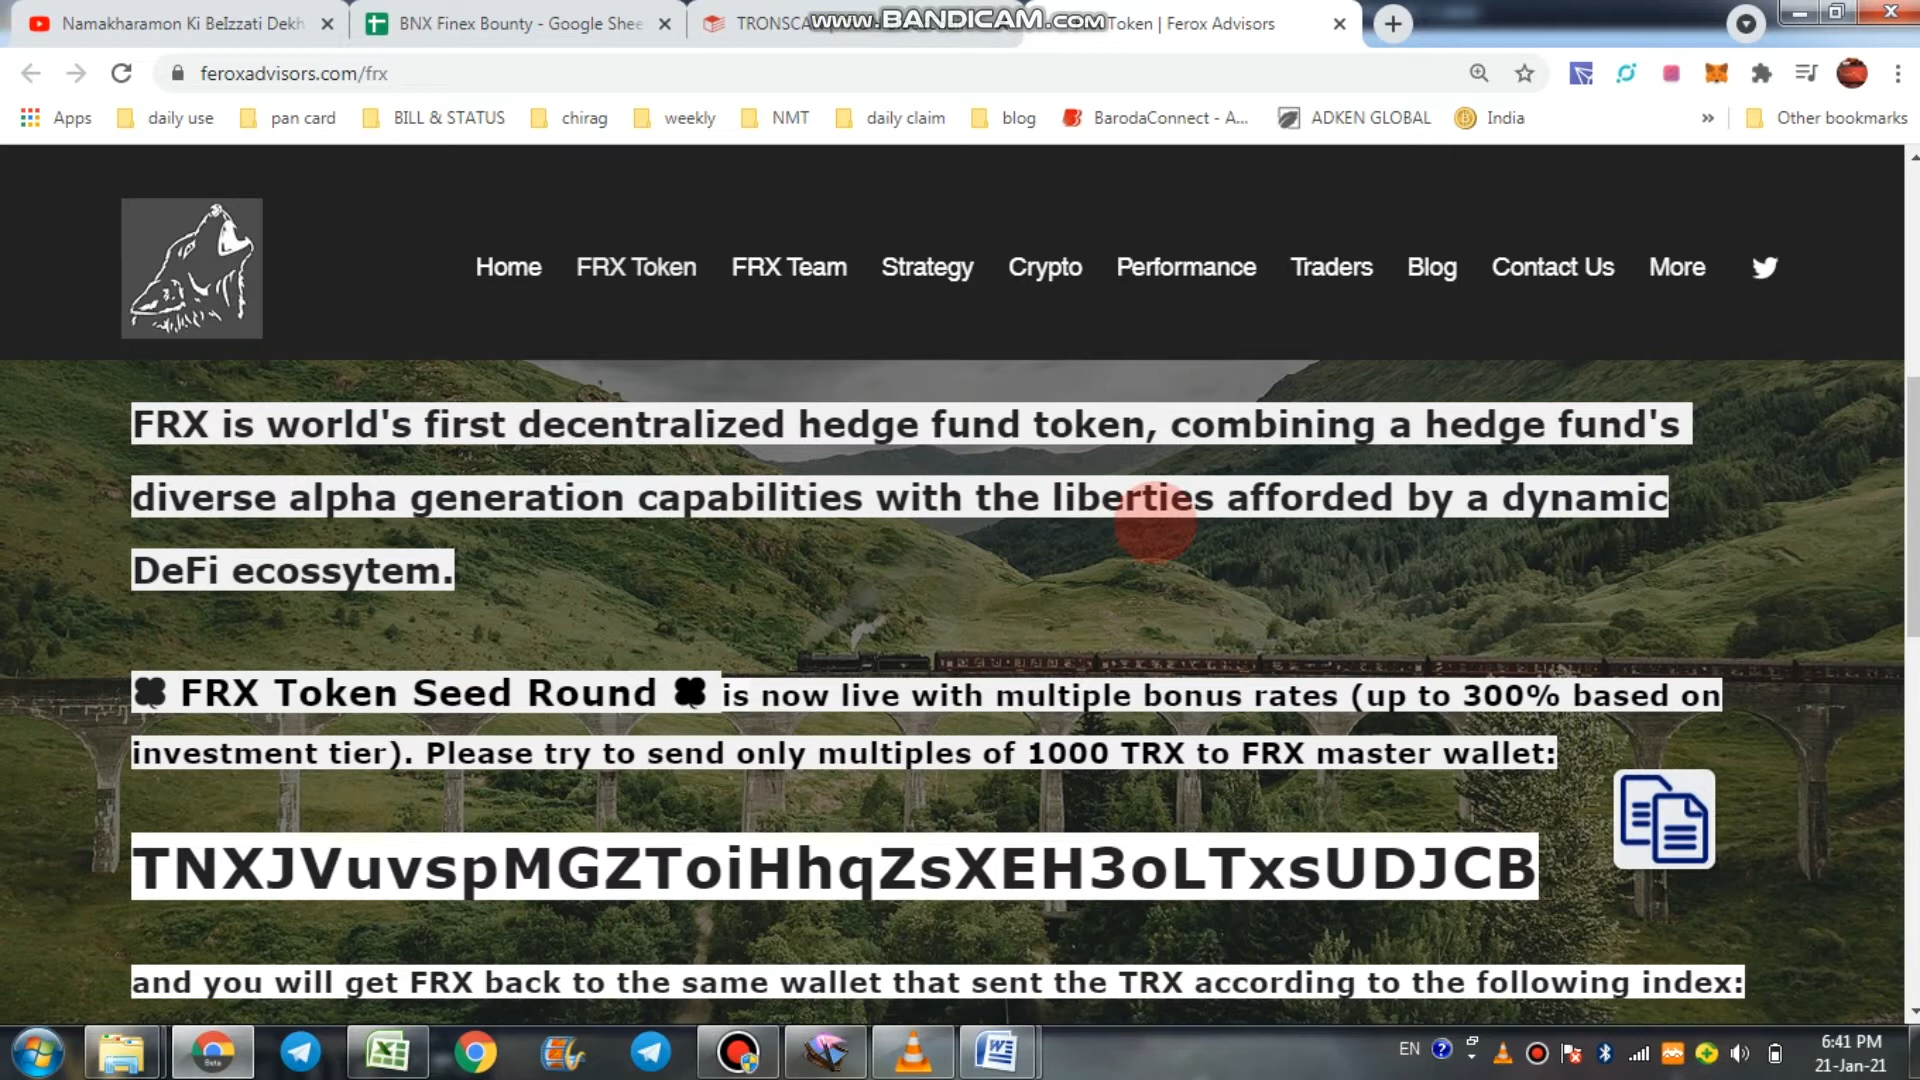 www.BANDICAM.com
Namakharamon Ki BeIzzati Dekh
BNX Finex Bounty - Google Shee
TRONSCA
Token | Ferox Advisors
feroxadvisors.com/frx
Apps
daily use
pan card
BILL & STATUS
chirag
weekly
NMT
daily claim
blog
BarodaConnect - A...
ADKEN GLOBAL
India
»
Other bookmarks
Home
FRX Token
FRX Team
Strategy
Crypto
Performance
Traders
Blog
Contact Us
More
FRX is world's first decentralized hedge fund token, combining a hedge fund's
diverse alpha generation capabilities with the liberties afforded by a dynamic
DeFi ecossytem.
FRX Token Seed Round is now live with multiple bonus rates (up to 300% based on
investment tier). Please try to send only multiples of 1000 TRX to FRX master wallet:
TNXJVuvspMGZToiHhqZsXEH3oLTxsUDJCB
and you will get FRX back to the same wallet that sent the TRX according to the following index:
Beta
EN
6:41 PM
21-Jan-21